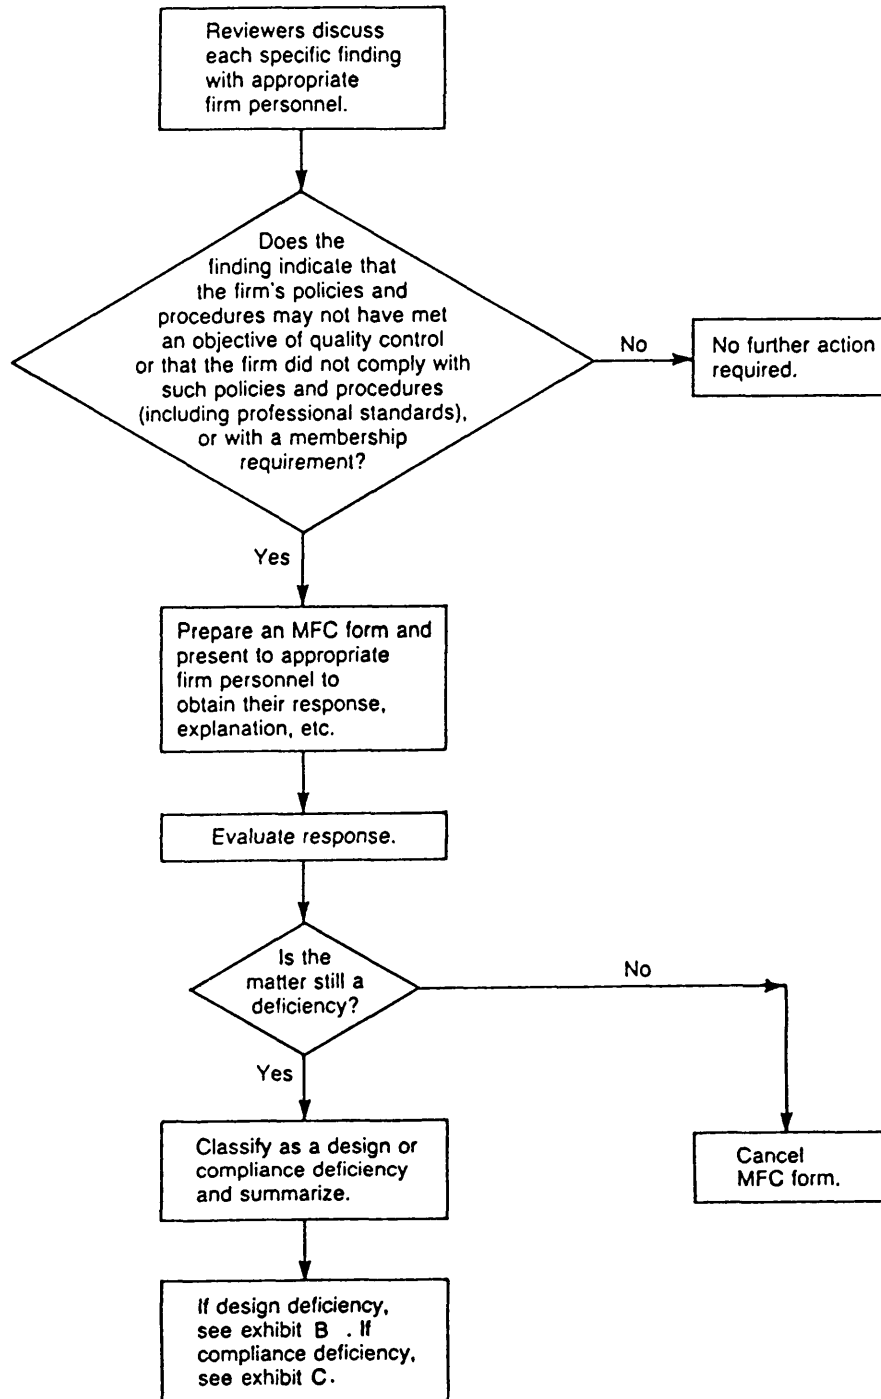 Reviewers discuss
each specific finding
with appropriate
firm personnel.
Does the
finding indicate that
the firm's policies and
procedures may not have met
an objective of quality control
or that the firm did not comply with
such policies and procedures
(including professional standards),
or with a membership
requirement?
No
No further action
required.
Yes
Prepare an MFC form and
present to appropriate
firm personnel to
obtain their response,
explanation, etc.
Evaluate response.
Is the
matter still a
deficiency?
No
Yes
Classify as a design or
compliance deficiency
and summarize.
Cancel
MFC form.
If design deficiency,
see exhibit B . If
compliance deficiency,
see exhibit C.